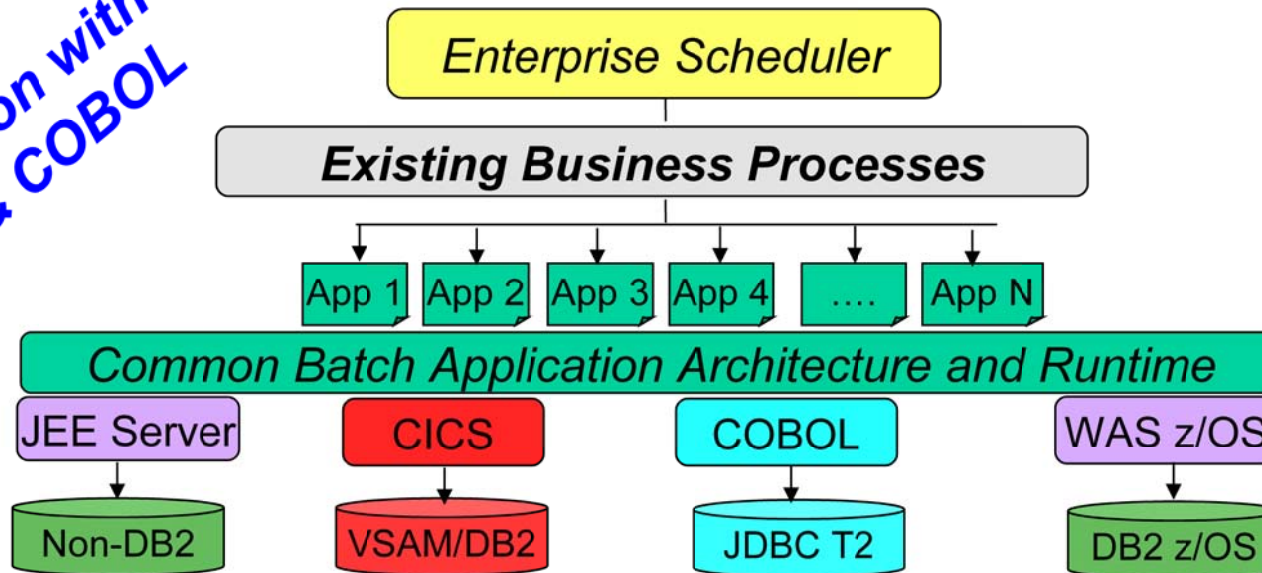 on with
& COBOL
Enterprise Scheduler
Existing Business Processes
App 1 App 2 App 3 App 4 .... App N
Common Batch Application Architecture and Runtime
JEE Server CICS COBOL WAS z/OS
Non-DB2 VSAM/DB2 JDBC T2 DB2 z/OS